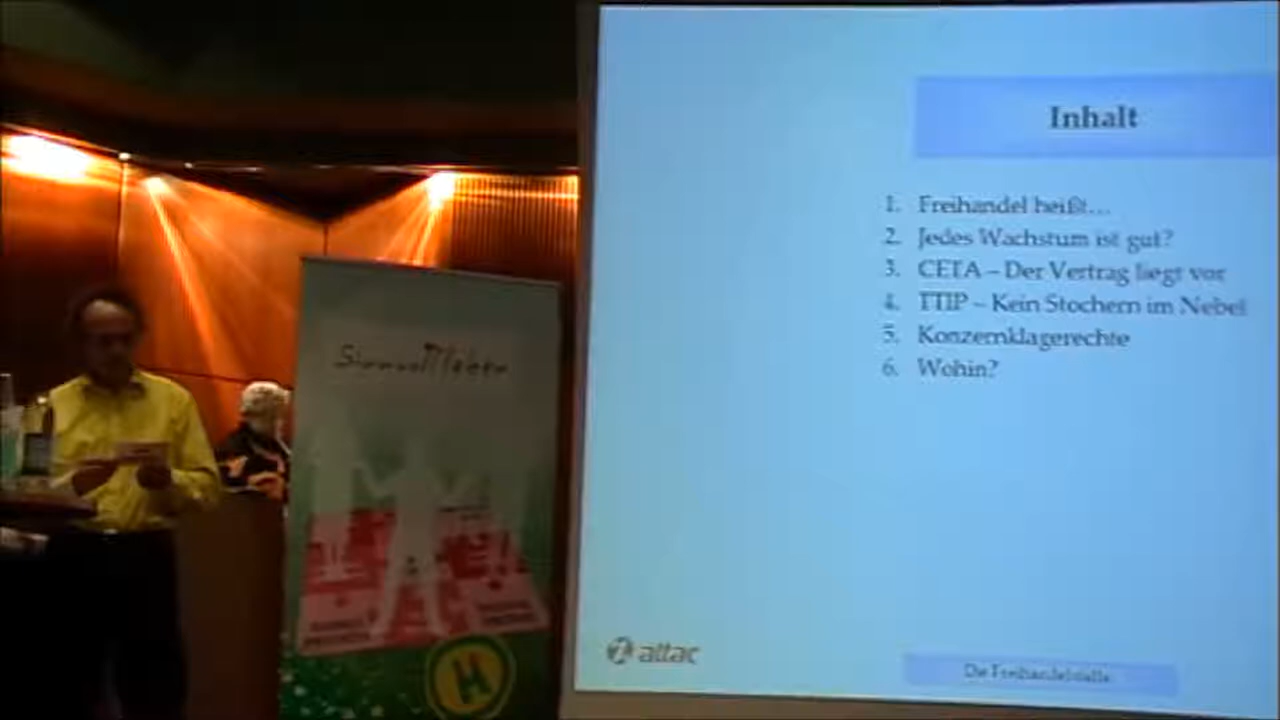 Inhalt
1. Freihandel heißt...
2. Jedes Wachstum ist gut?
3. CETA – Der Vertrag liegt vor
4. TTIP – Kein Stochern im Nebel
5. Konzernklagerechte
6. Wohin?
attac
Die Freihandelsfalle
H